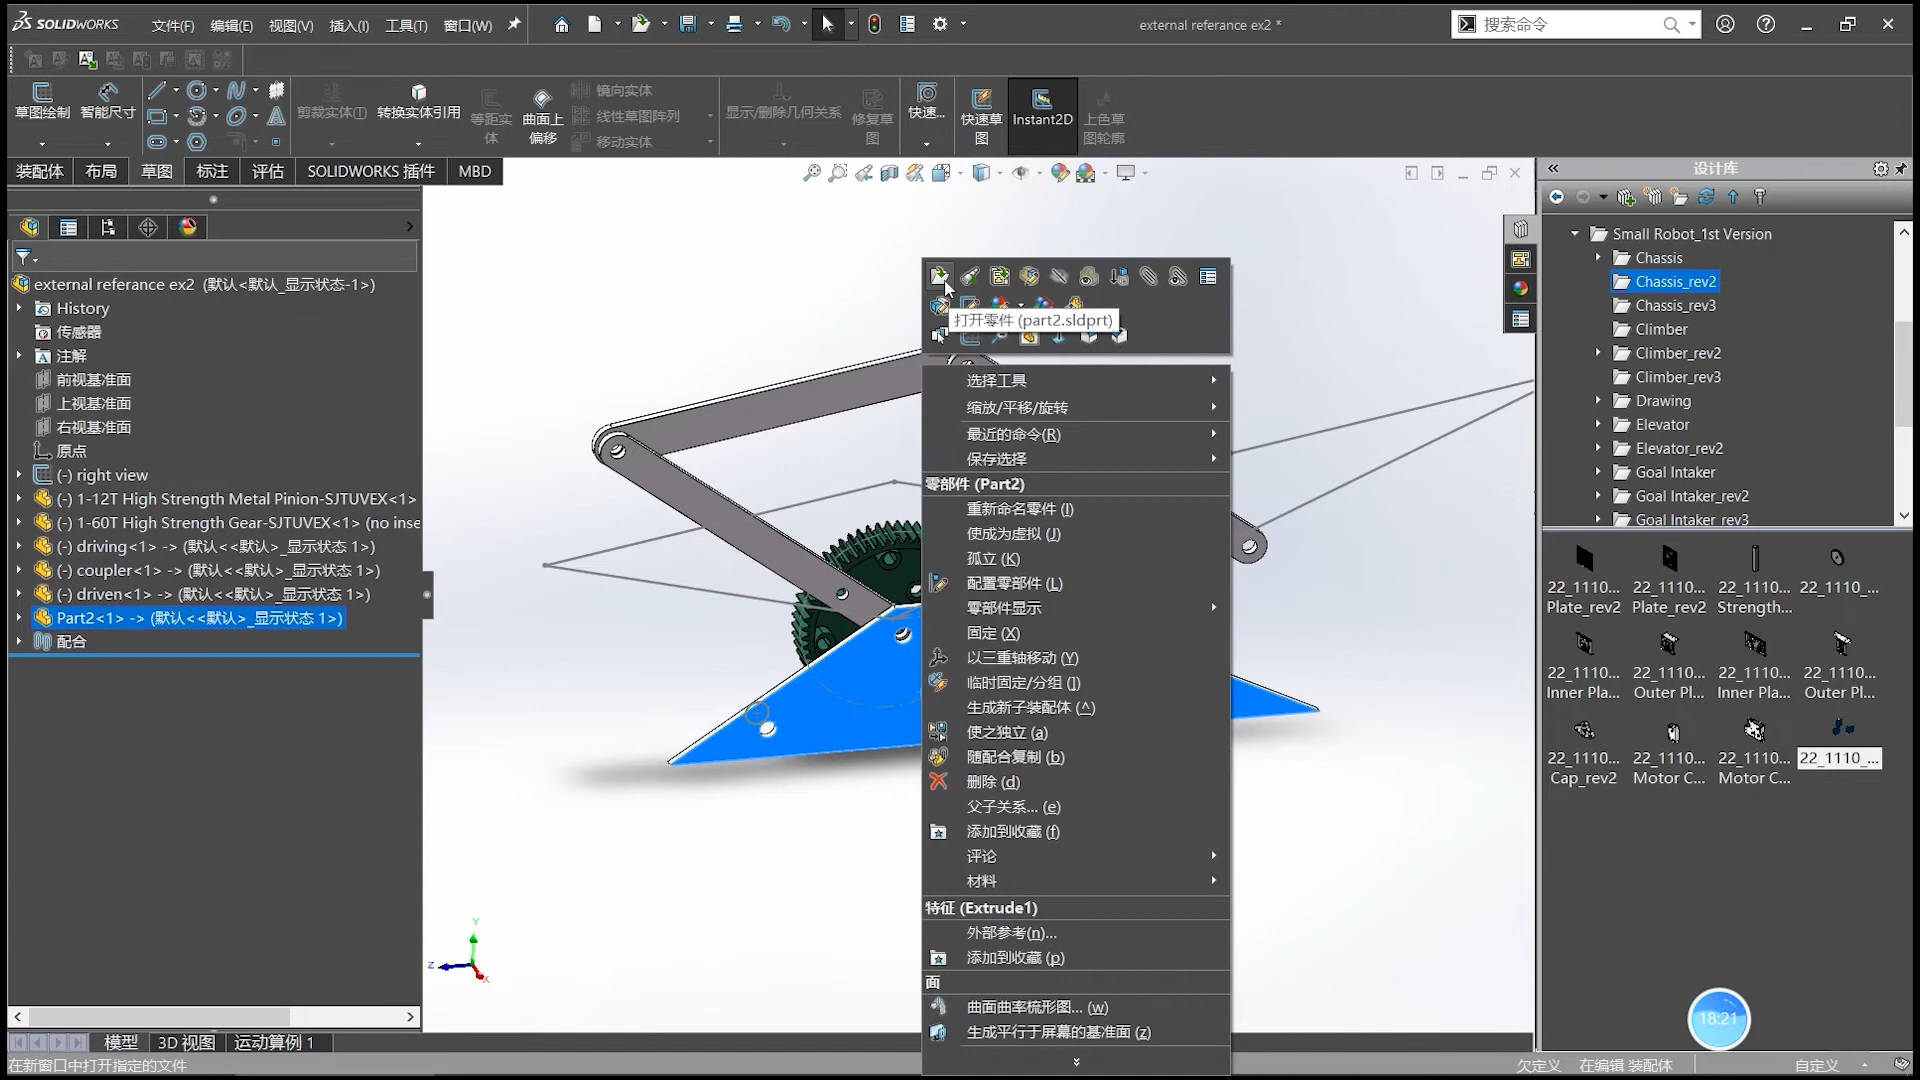 SOLIDWORKS
文件(F)
编辑(E)
视图(V)
插入(I)
工具(T)
窗口(W)
external referance ex2 *
搜索命令
草图绘制
智能尺寸
剪裁实体(T)
转换实体引用
等距实体
曲面上偏移
镜向实体
线性草图阵列
移动实体
显示/删除几何关系
修复草图
快速...
快速草图
Instant2D
上色草图轮廓
装配体
布局
草图
标注
评估
SOLIDWORKS 插件
MBD
external referance ex2 (默认<默认_显示状态-1>)
History
传感器
注解
前视基准面
上视基准面
右视基准面
原点
(-) right view
(-) 1-12T High Strength Metal Pinion-SJTUVEX<1>
(-) 1-60T High Strength Gear-SJTUVEX<1> (no inse
(-) driving<1> -> (默认<<默认>_显示状态 1>)
(-) coupler<1> -> (默认<<默认>_显示状态 1>)
(-) driven<1> -> (默认<<默认>_显示状态 1>)
Part2<1> -> (默认<<默认>_显示状态 1>)
配合
打开零件 (part2.sldprt)
选择工具
缩放/平移/旋转
最近的命令(R)
保存选择
零部件 (Part2)
重新命名零件 (I)
使成为虚拟 (J)
孤立 (K)
配置零部件 (L)
零部件显示
固定 (X)
以三重轴移动 (Y)
临时固定/分组 (])
生成新子装配体 (^)
使之独立 (a)
随配合复制 (b)
删除 (d)
父子关系... (e)
添加到收藏 (f)
评论
材料
特征 (Extrude1)
外部参考(n)...
添加到收藏 (p)
面
曲面曲率梳形图... (w)
生成平行于屏幕的基准面 (z)
Y
Z
X
设计库
Small Robot_1st Version
Chassis
Chassis_rev2
Chassis_rev3
Climber
Climber_rev2
Climber_rev3
Drawing
Elevator
Elevator_rev2
Goal Intaker
Goal Intaker_rev2
Goal Intaker_rev3
22_1110... Plate_rev2
22_1110... Plate_rev2
22_1110... Strength...
22_1110_...
22_1110... Inner Pla...
22_1110... Outer Pl...
22_1110... Inner Pla...
22_1110... Outer Pl...
22_1110... Cap_rev2
22_1110... Motor C...
22_1110... Motor C...
22_1110_...
18:21
模型
3D 视图
运动算例 1
在新窗口中打开指定的文件
欠定义
在编辑 装配体
自定义